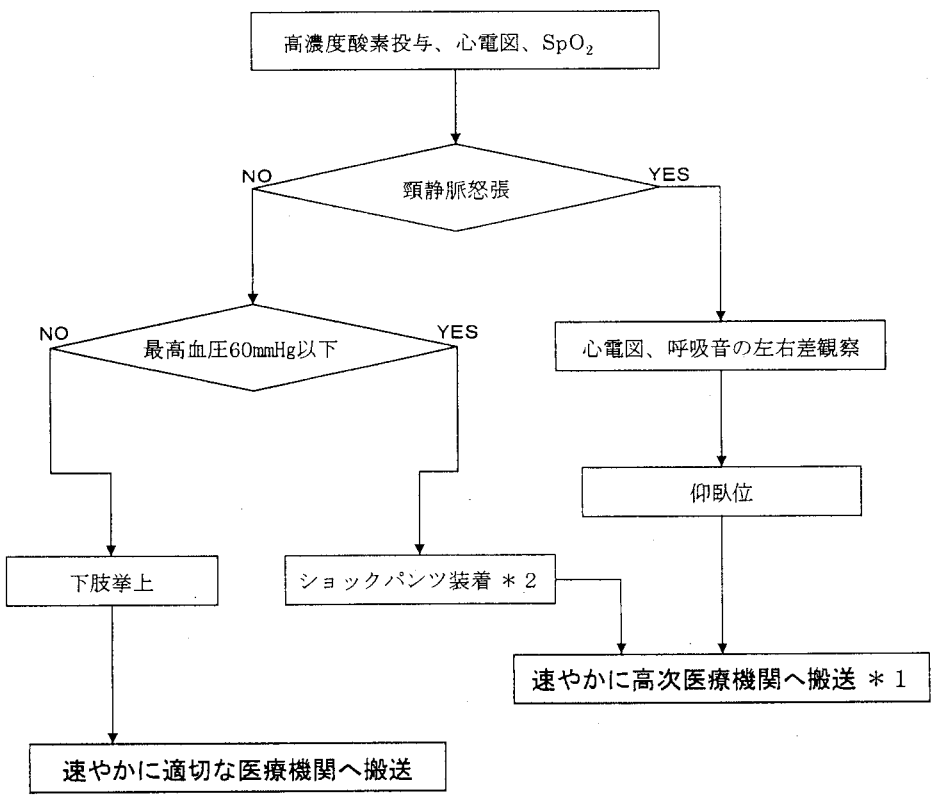 高濃度酸素投与、心電図、SpO₂
NO
YES
頸静脈怒張
NO
YES
最高血圧60mmHg以下
心電図、呼吸音の左右差観察
仰臥位
下肢挙上
ショックパンツ装着＊2
速やかに高次医療機関へ搬送＊1
速やかに適切な医療機関へ搬送